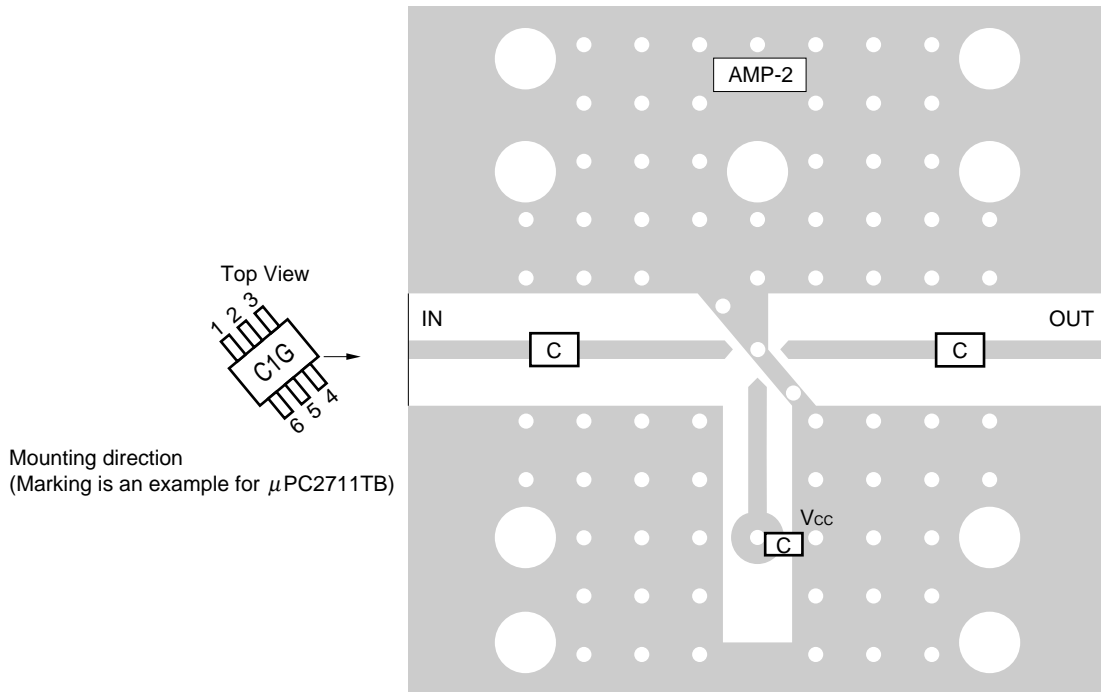 AMP-2
Top View
1 2 3
C1G
6 5 4
IN
OUT
C
C
Mounting direction
(Marking is an example for μPC2711TB)
VCC
C